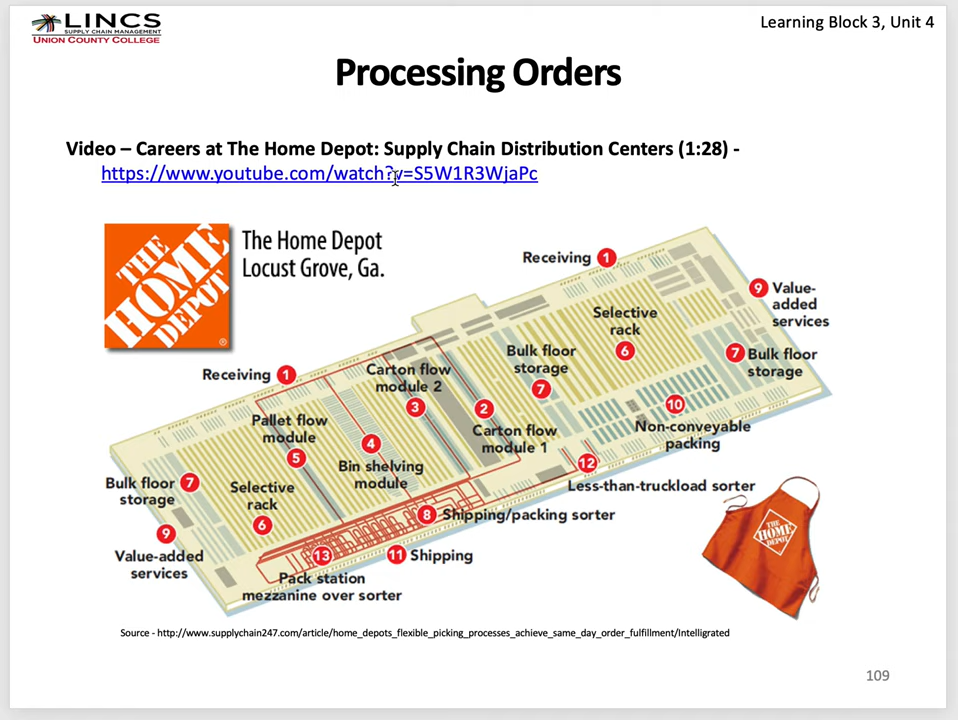 LINCS
SUPPLY CHAIN MANAGEMENT
UNION COUNTY COLLEGE
Learning Block 3, Unit 4
Processing Orders
Video – Careers at The Home Depot: Supply Chain Distribution Centers (1:28) -
https://www.youtube.com/watch?v=S5W1R3WjaPc
THE
HOME
DEPOT
®
The Home Depot
Locust Grove, Ga.
Receiving 1
9 Value-
added
services
Selective
rack
6
Bulk floor
storage
7
7 Bulk floor
storage
Receiving 1
Carton flow
module 2
3
2
Carton flow
module 1
10
Non-conveyable
packing
Pallet flow
module
5
4
Bin shelving
module
12
Less-than-truckload sorter
Bulk floor 7
storage
Selective
rack
6
8 Shipping/packing sorter
9
Value-added
services
13
Pack station
mezzanine over sorter
11 Shipping
THE
HOME
DEPOT
Source - http://www.supplychain247.com/article/home_depots_flexible_picking_processes_achieve_same_day_order_fulfillment/Intelligrated
109